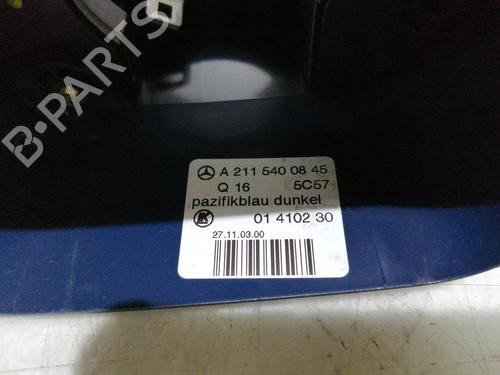 B-PARTS
A 211 540 08 45
Q 16 5C57
pazifikblau dunkel
K 01 4102 30
27.11.03.00